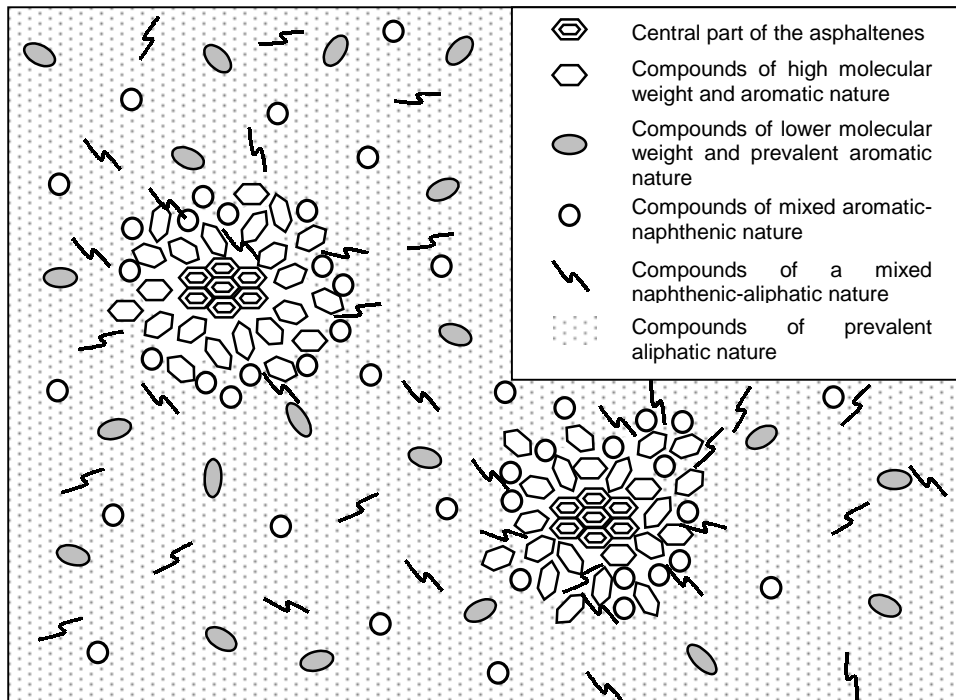 Central part of the asphaltenes
Compounds of high molecular
weight and aromatic nature
Compounds of lower molecular
weight and prevalent aromatic
nature
Compounds of mixed aromatic-
naphthenic nature
Compounds of a mixed
naphthenic-aliphatic nature
Compounds of prevalent
aliphatic nature